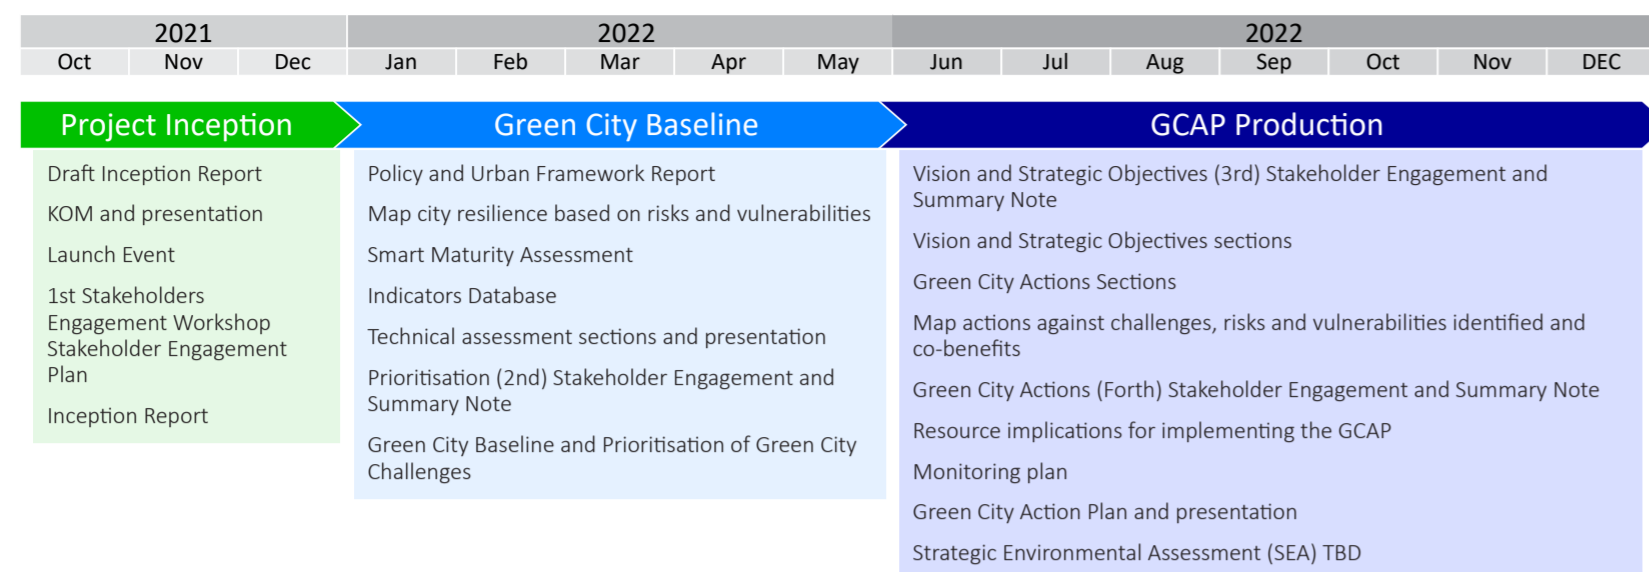 2021 2022 2022
Oct Nov Dec Jan Feb Mar Apr May Jun Jul Aug Sep Oct Nov DEC
Project Inception
Draft Inception Report
KOM and presentation
Launch Event
1st Stakeholders
Engagement Workshop
Stakeholder Engagement
Plan
Inception Report
Green City Baseline
Policy and Urban Framework Report
Map city resilience based on risks and vulnerabilities
Smart Maturity Assessment
Indicators Database
Technical assessment sections and presentation
Prioritisation (2nd) Stakeholder Engagement and
Summary Note
Green City Baseline and Prioritisation of Green City
Challenges
GCAP Production
Vision and Strategic Objectives (3rd) Stakeholder Engagement and
Summary Note
Vision and Strategic Objectives sections
Green City Actions Sections
Map actions against challenges, risks and vulnerabilities identified and
co-benefits
Green City Actions (Forth) Stakeholder Engagement and Summary Note
Resource implications for implementing the GCAP
Monitoring plan
Green City Action Plan and presentation
Strategic Environmental Assessment (SEA) TBD